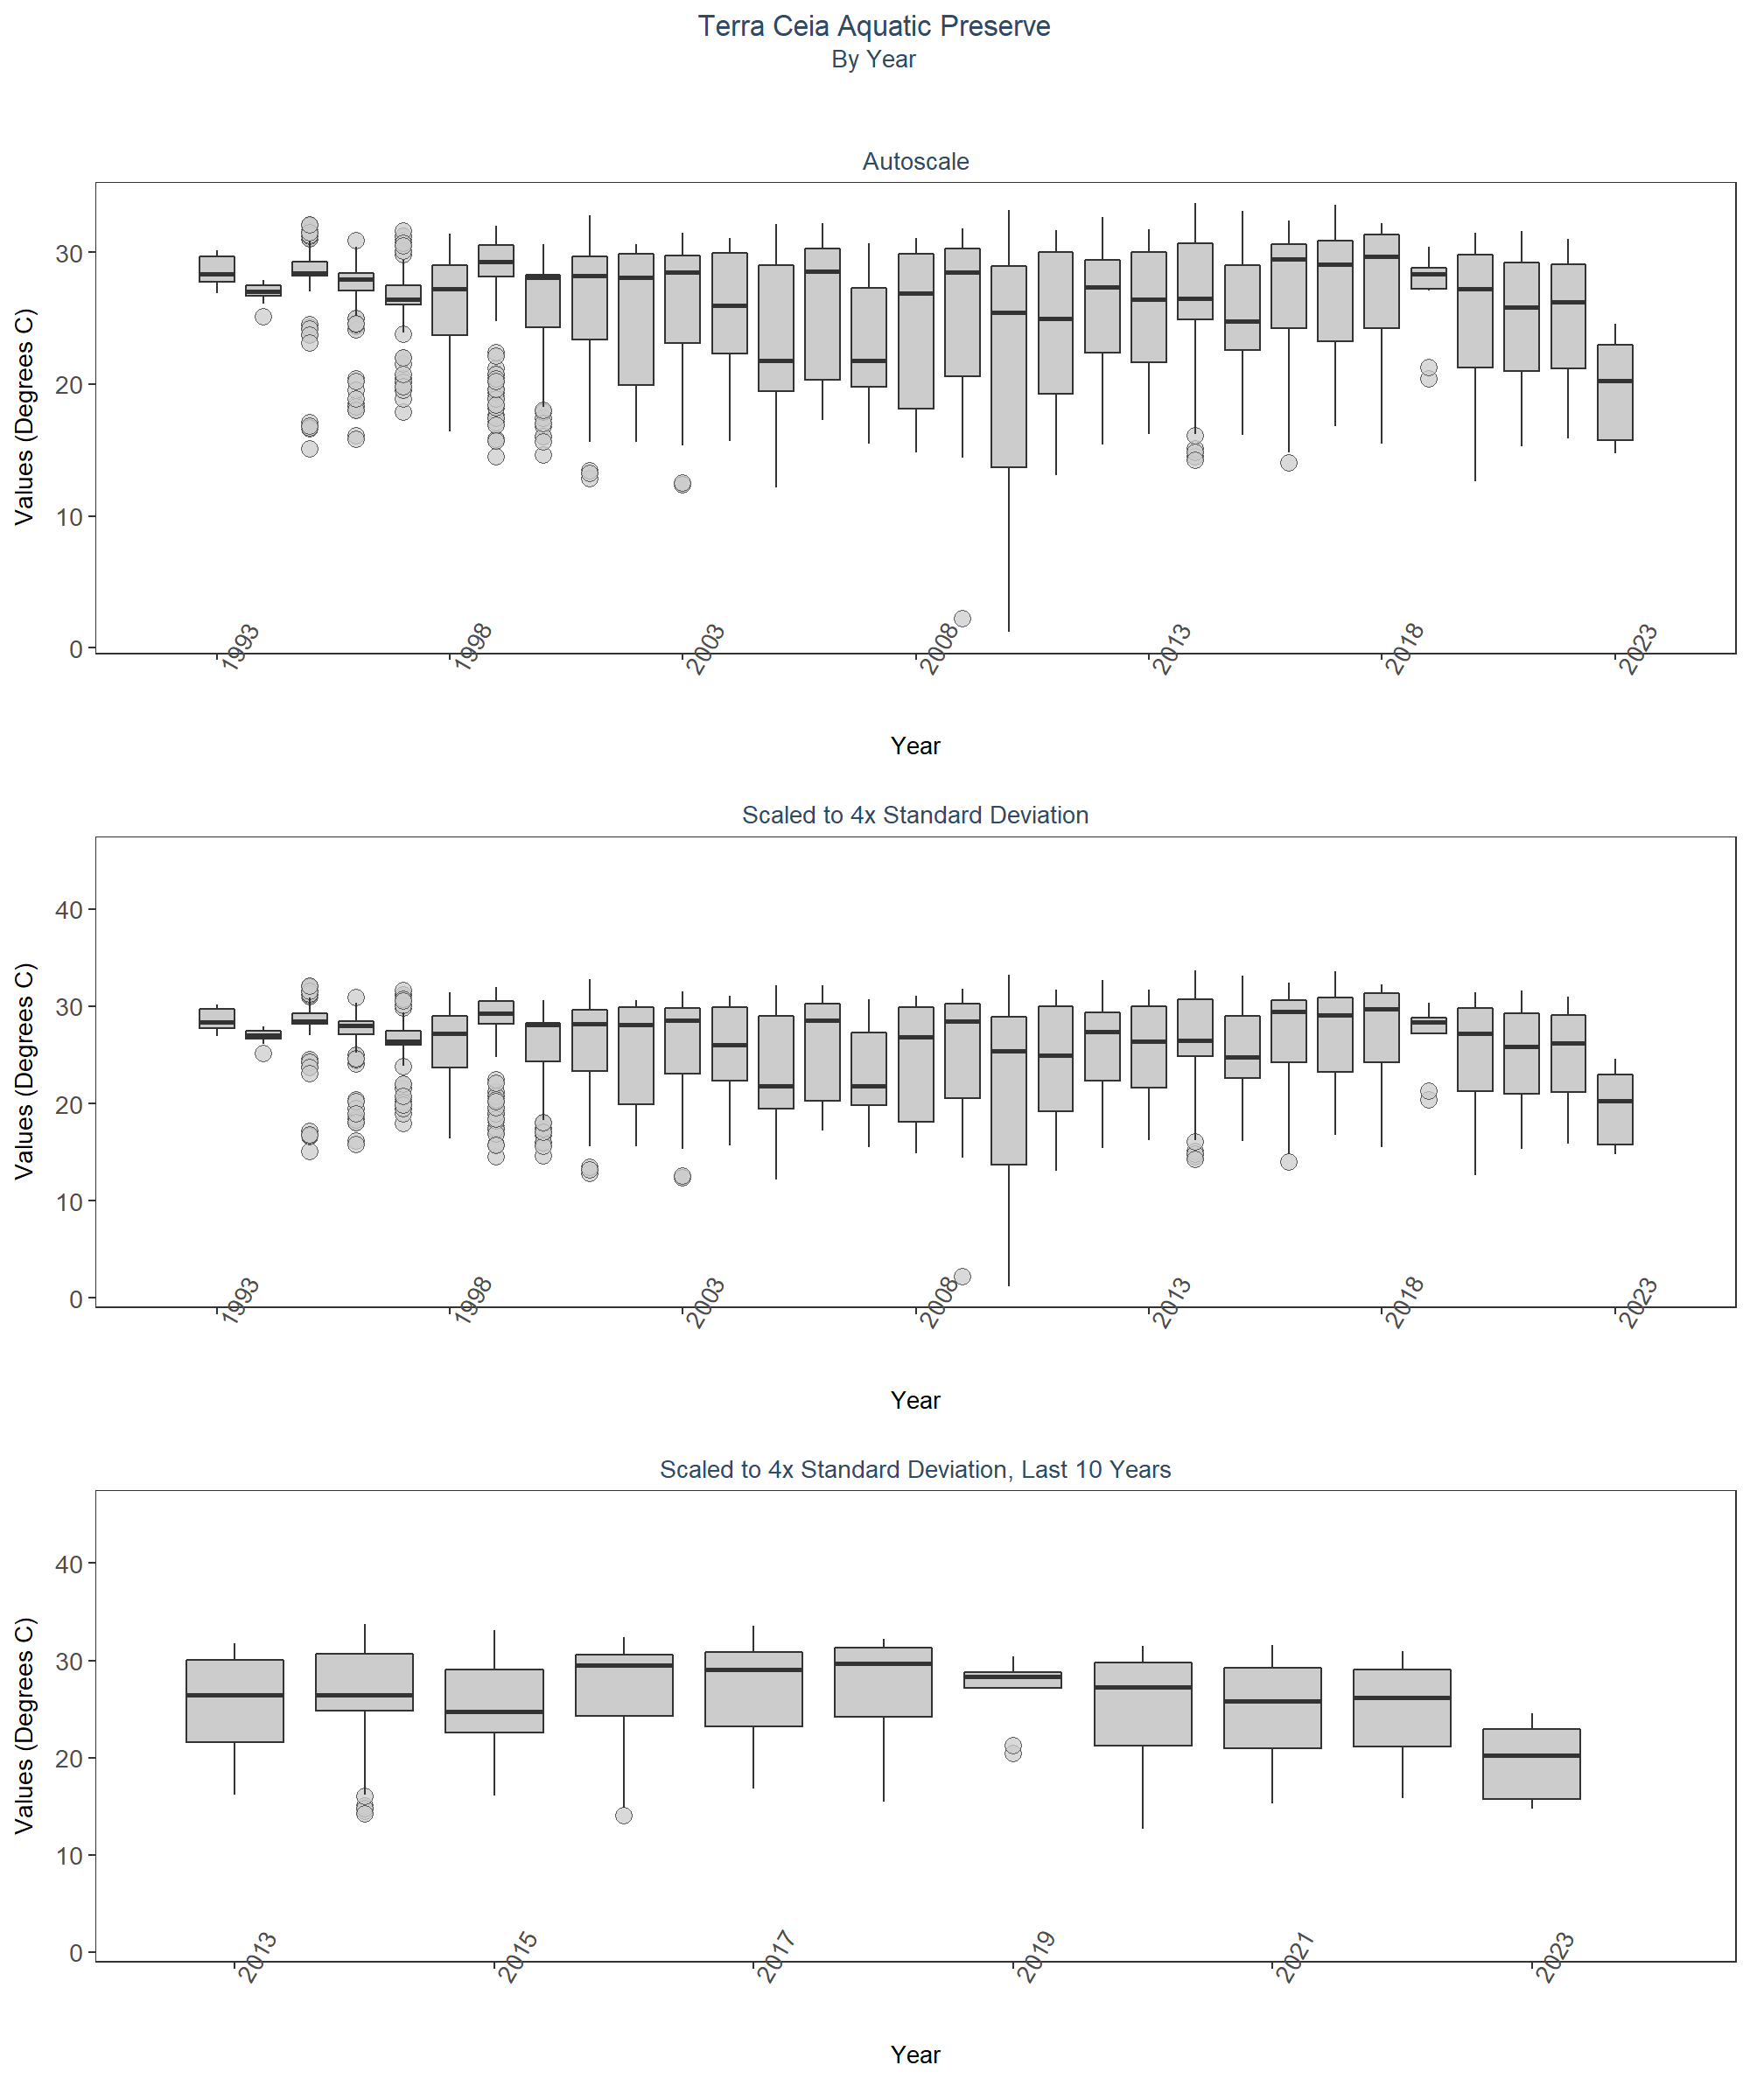 Terra Ceia Aquatic Preserve
By Year
Autoscale
Values (Degrees C)
30
20
10
0
1993 1998 2003 2008 2013 2018 2023
Year
Scaled to 4x Standard Deviation
Values (Degrees C)
40
30
20
10
0
1993 1998 2003 2008 2013 2018 2023
Year
Scaled to 4x Standard Deviation, Last 10 Years
Values (Degrees C)
40
30
20
10
0
2013 2015 2017 2019 2021 2023
Year